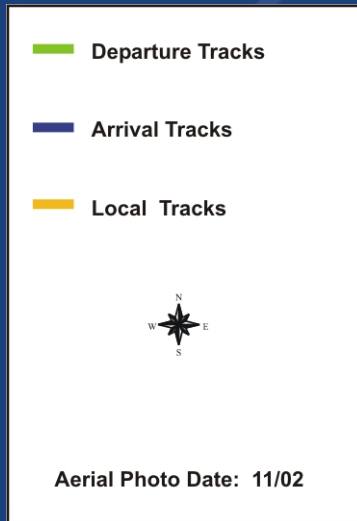 Departure Tracks
Arrival Tracks
Local Tracks
N
W E
S
Aerial Photo Date: 11/02